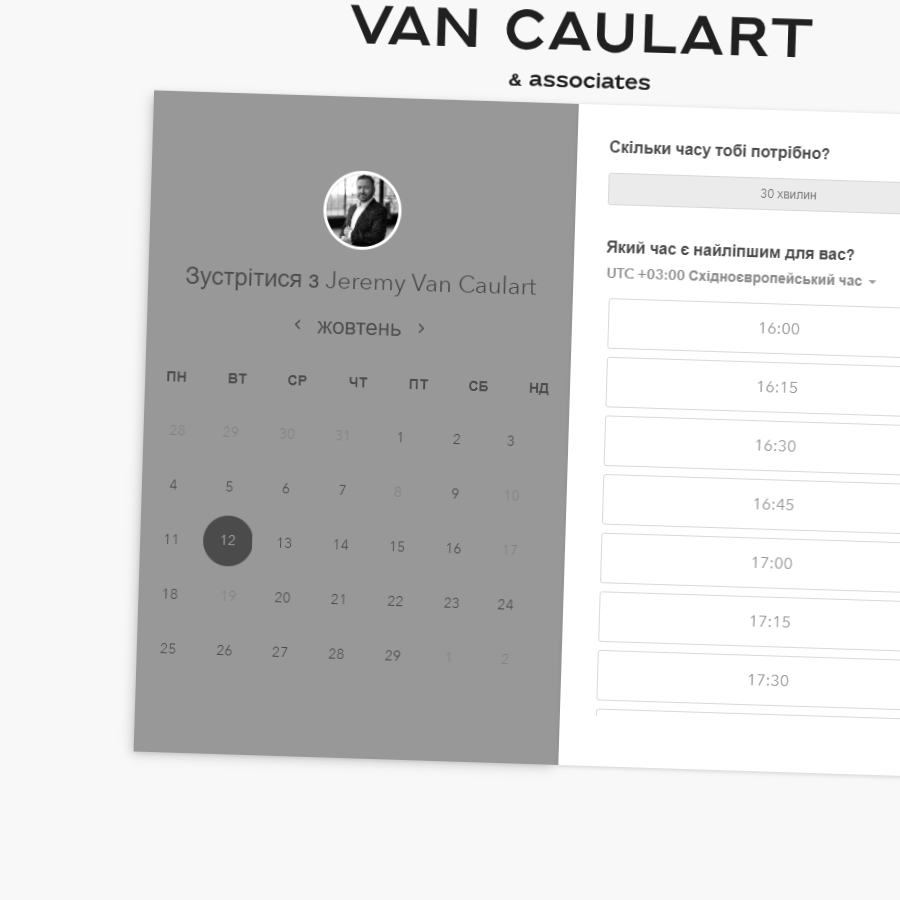 VAN CAULART
& associates
Зустрітися з Jeremy Van Caulart
жовтень
ПН ВТ СР ЧТ ПТ СБ НД
28 29 30 31 1 2 3
4 5 6 7 8 9 10
11 12 13 14 15 16 17
18 19 20 21 22 23 24
25 26 27 28 29 1 2
Скільки часу тобі потрібно?
30 хвилин
Який час є найліпшим для вас?
UTC +03:00 Східноєвропейський час
16:00
16:15
16:30
16:45
17:00
17:15
17:30